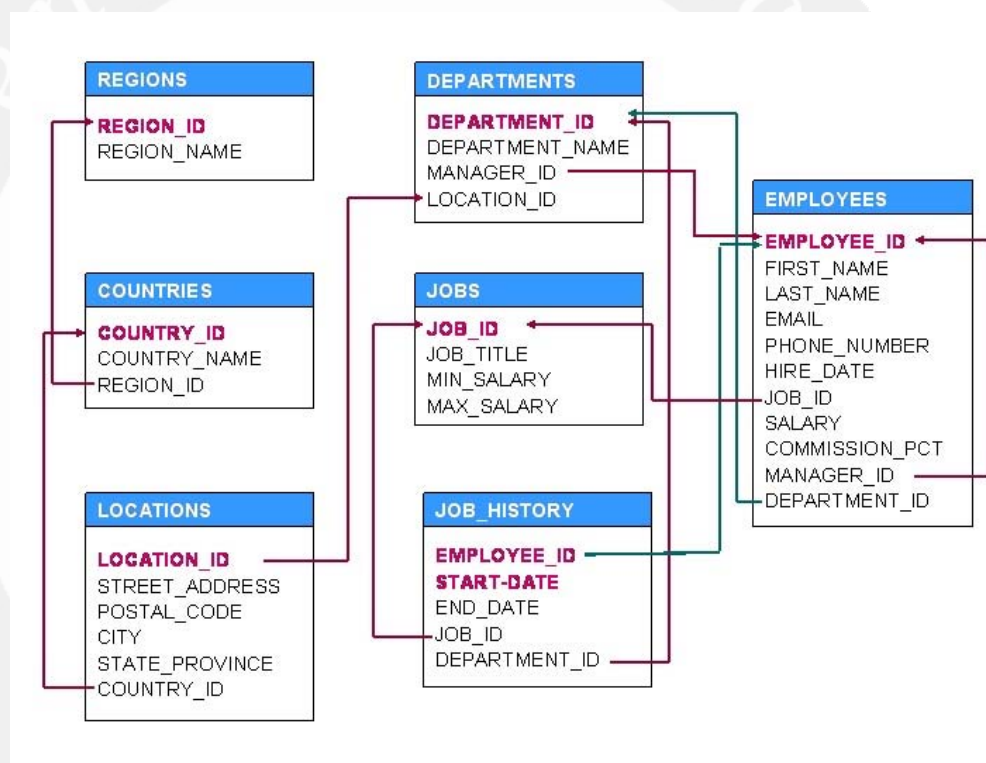 REGIONS
REGION_ID
REGION_NAME
COUNTRIES
COUNTRY_ID
COUNTRY_NAME
REGION_ID
LOCATIONS
LOCATION_ID
STREET_ADDRESS
POSTAL_CODE
CITY
STATE_PROVINCE
COUNTRY_ID
DEPARTMENTS
DEPARTMENT_ID
DEPARTMENT_NAME
MANAGER_ID
LOCATION_ID
JOBS
JOB_ID
JOB_TITLE
MIN_SALARY
MAX_SALARY
JOB_HISTORY
EMPLOYEE_ID
START-DATE
END_DATE
JOB_ID
DEPARTMENT_ID
EMPLOYEES
EMPLOYEE_ID
FIRST_NAME
LAST_NAME
EMAIL
PHONE_NUMBER
HIRE_DATE
JOB_ID
SALARY
COMMISSION_PCT
MANAGER_ID
DEPARTMENT_ID